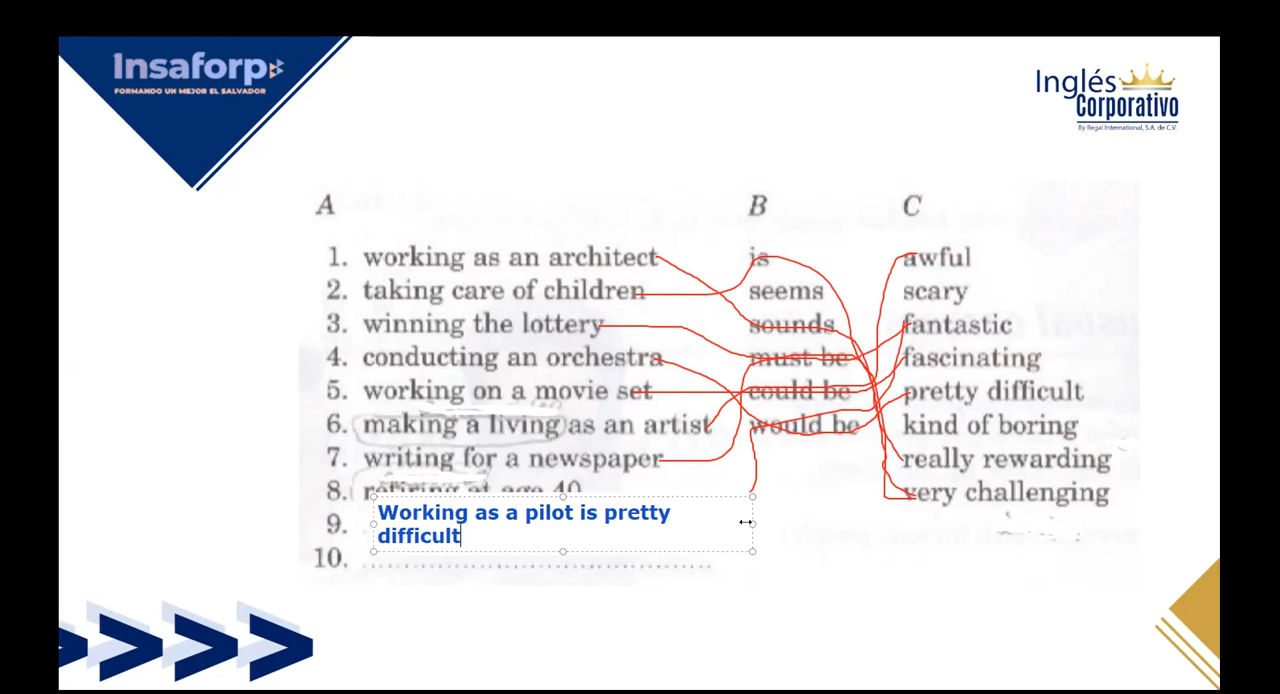 Insaforp
FORMANDO UN MEJOR EL SALVADOR
Inglés
Corporativo
By Regal International, S.A. de C.V.
A B C
1. working as an architect is awful
2. taking care of children seems scary
3. winning the lottery sounds fantastic
4. conducting an orchestra must be fascinating
5. working on a movie set could be pretty difficult
6. making a living as an artist would be kind of boring
7. writing for a newspaper really rewarding
8. retiring at age 40 very challenging
Working as a pilot is pretty
difficult
9.
10.